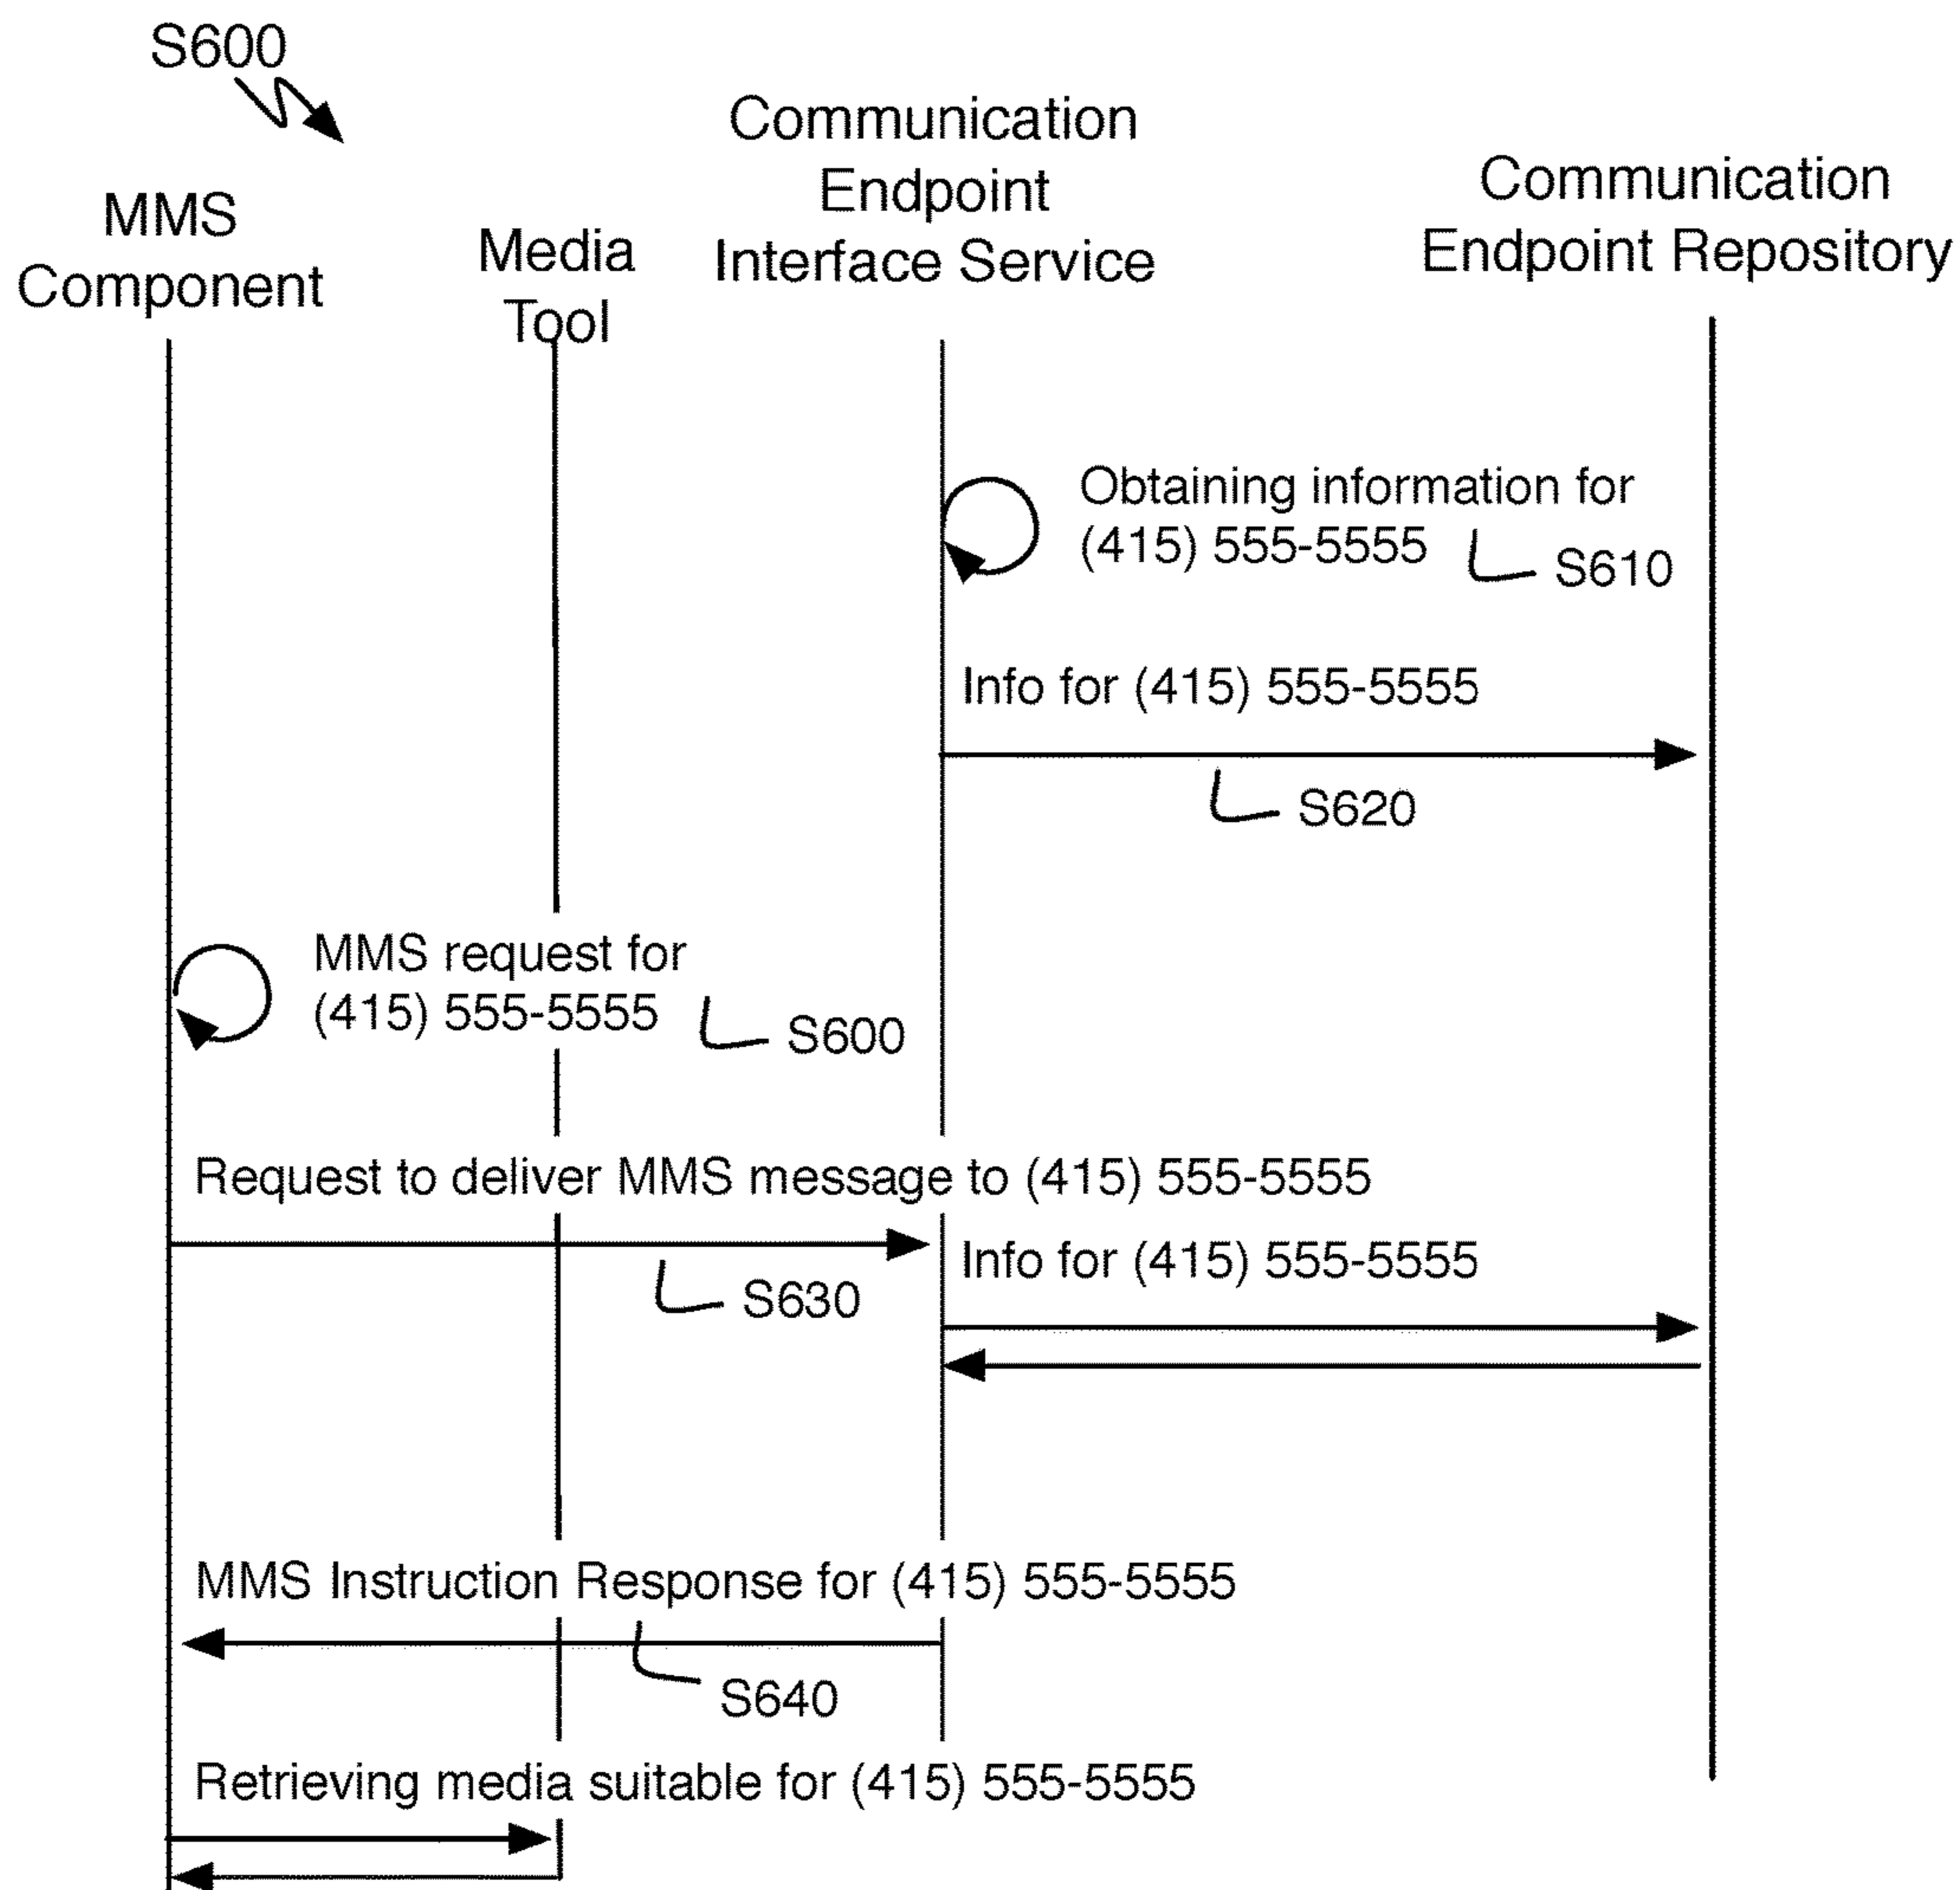 S600
MMS
Component
Media
Tool
Communication
Endpoint
Interface Service
Communication
Endpoint Repository
Obtaining information for
(415) 555-5555
S610
Info for (415) 555-5555
S620
MMS request for
(415) 555-5555
S600
Request to deliver MMS message to (415) 555-5555
S630
Info for (415) 555-5555
MMS Instruction Response for (415) 555-5555
S640
Retrieving media suitable for (415) 555-5555